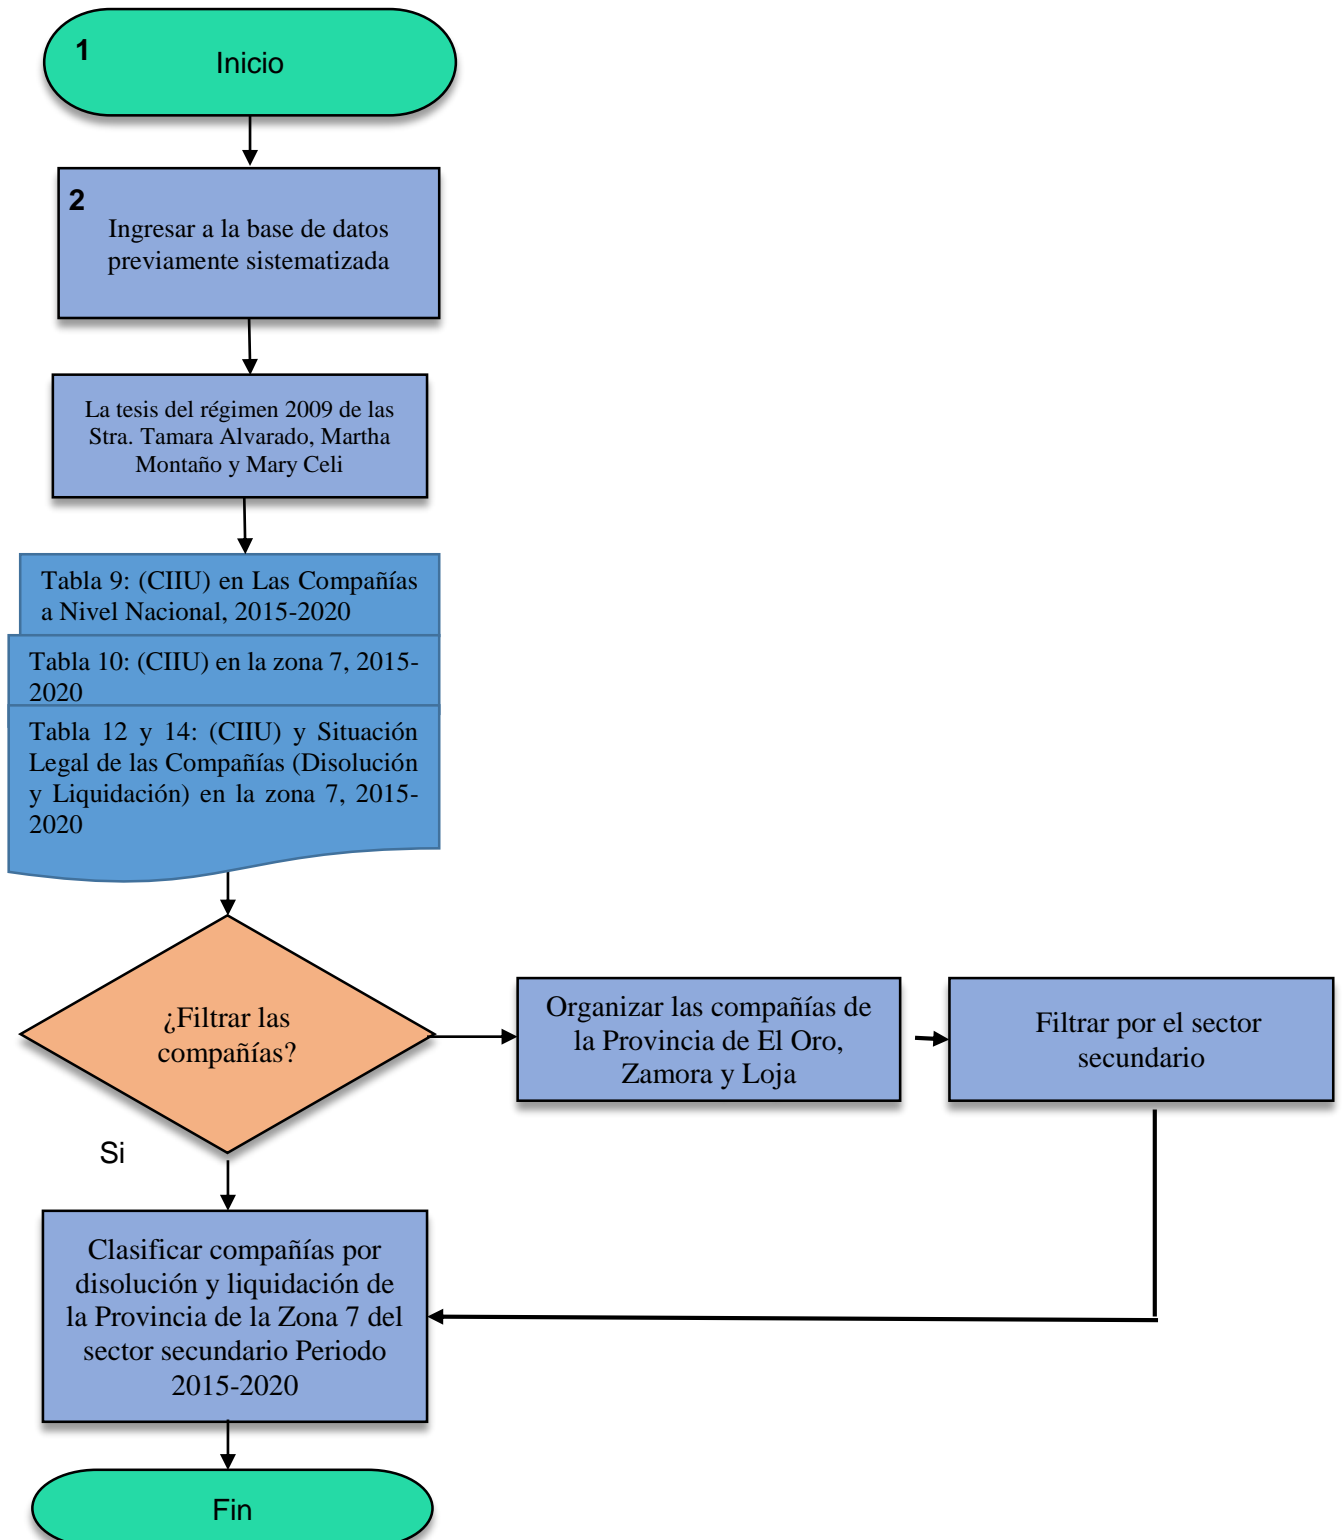 1
Inicio
2
Ingresar a la base de datos
previamente sistematizada
La tesis del régimen 2009 de las
Stra. Tamara Alvarado, Martha
Montaño y Mary Celi
Tabla 9: (CIIU) en Las Compañías
a Nivel Nacional, 2015-2020
Tabla 10: (CIIU) en la zona 7, 2015-
2020
Tabla 12 y 14: (CIIU) y Situación
Legal de las Compañías (Disolución
y Liquidación) en la zona 7, 2015-
2020
¿Filtrar las
compañías?
Organizar las compañías de
la Provincia de El Oro,
Zamora y Loja
Filtrar por el sector
secundario
Si
Clasificar compañías por
disolución y liquidación de
la Provincia de la Zona 7 del
sector secundario Periodo
2015-2020
Fin